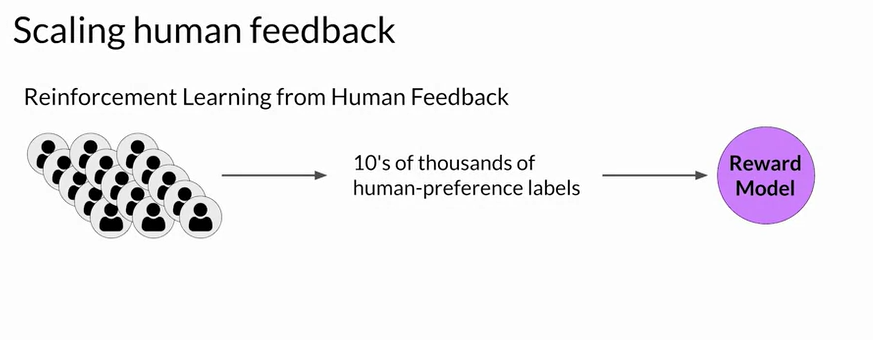 Scaling human feedback
Reinforcement Learning from Human Feedback
10's of thousands of
human-preference labels
Reward
Model